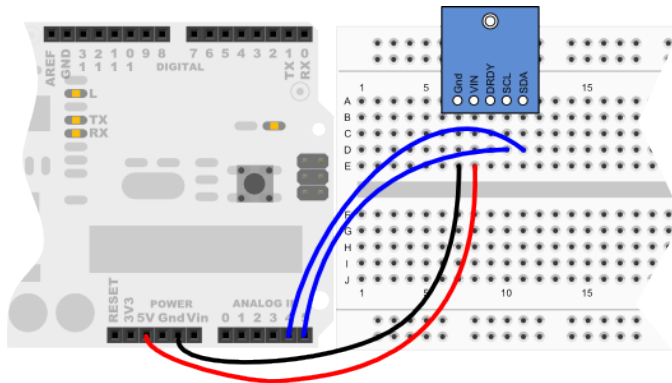 AREF
GND
13
12
11
10
9
8
7
6
5
4
3
2
1
0
DIGITAL
TX
RX
L
TX
RX
RESET
3V3
5V
Gnd
Vin
POWER
ANALOG IN
0
1
2
3
4
5
Gnd
VIN
DRDY
SCL
SDA
1
5
15
A
B
C
D
E
F
G
H
I
J
1
5
10
15